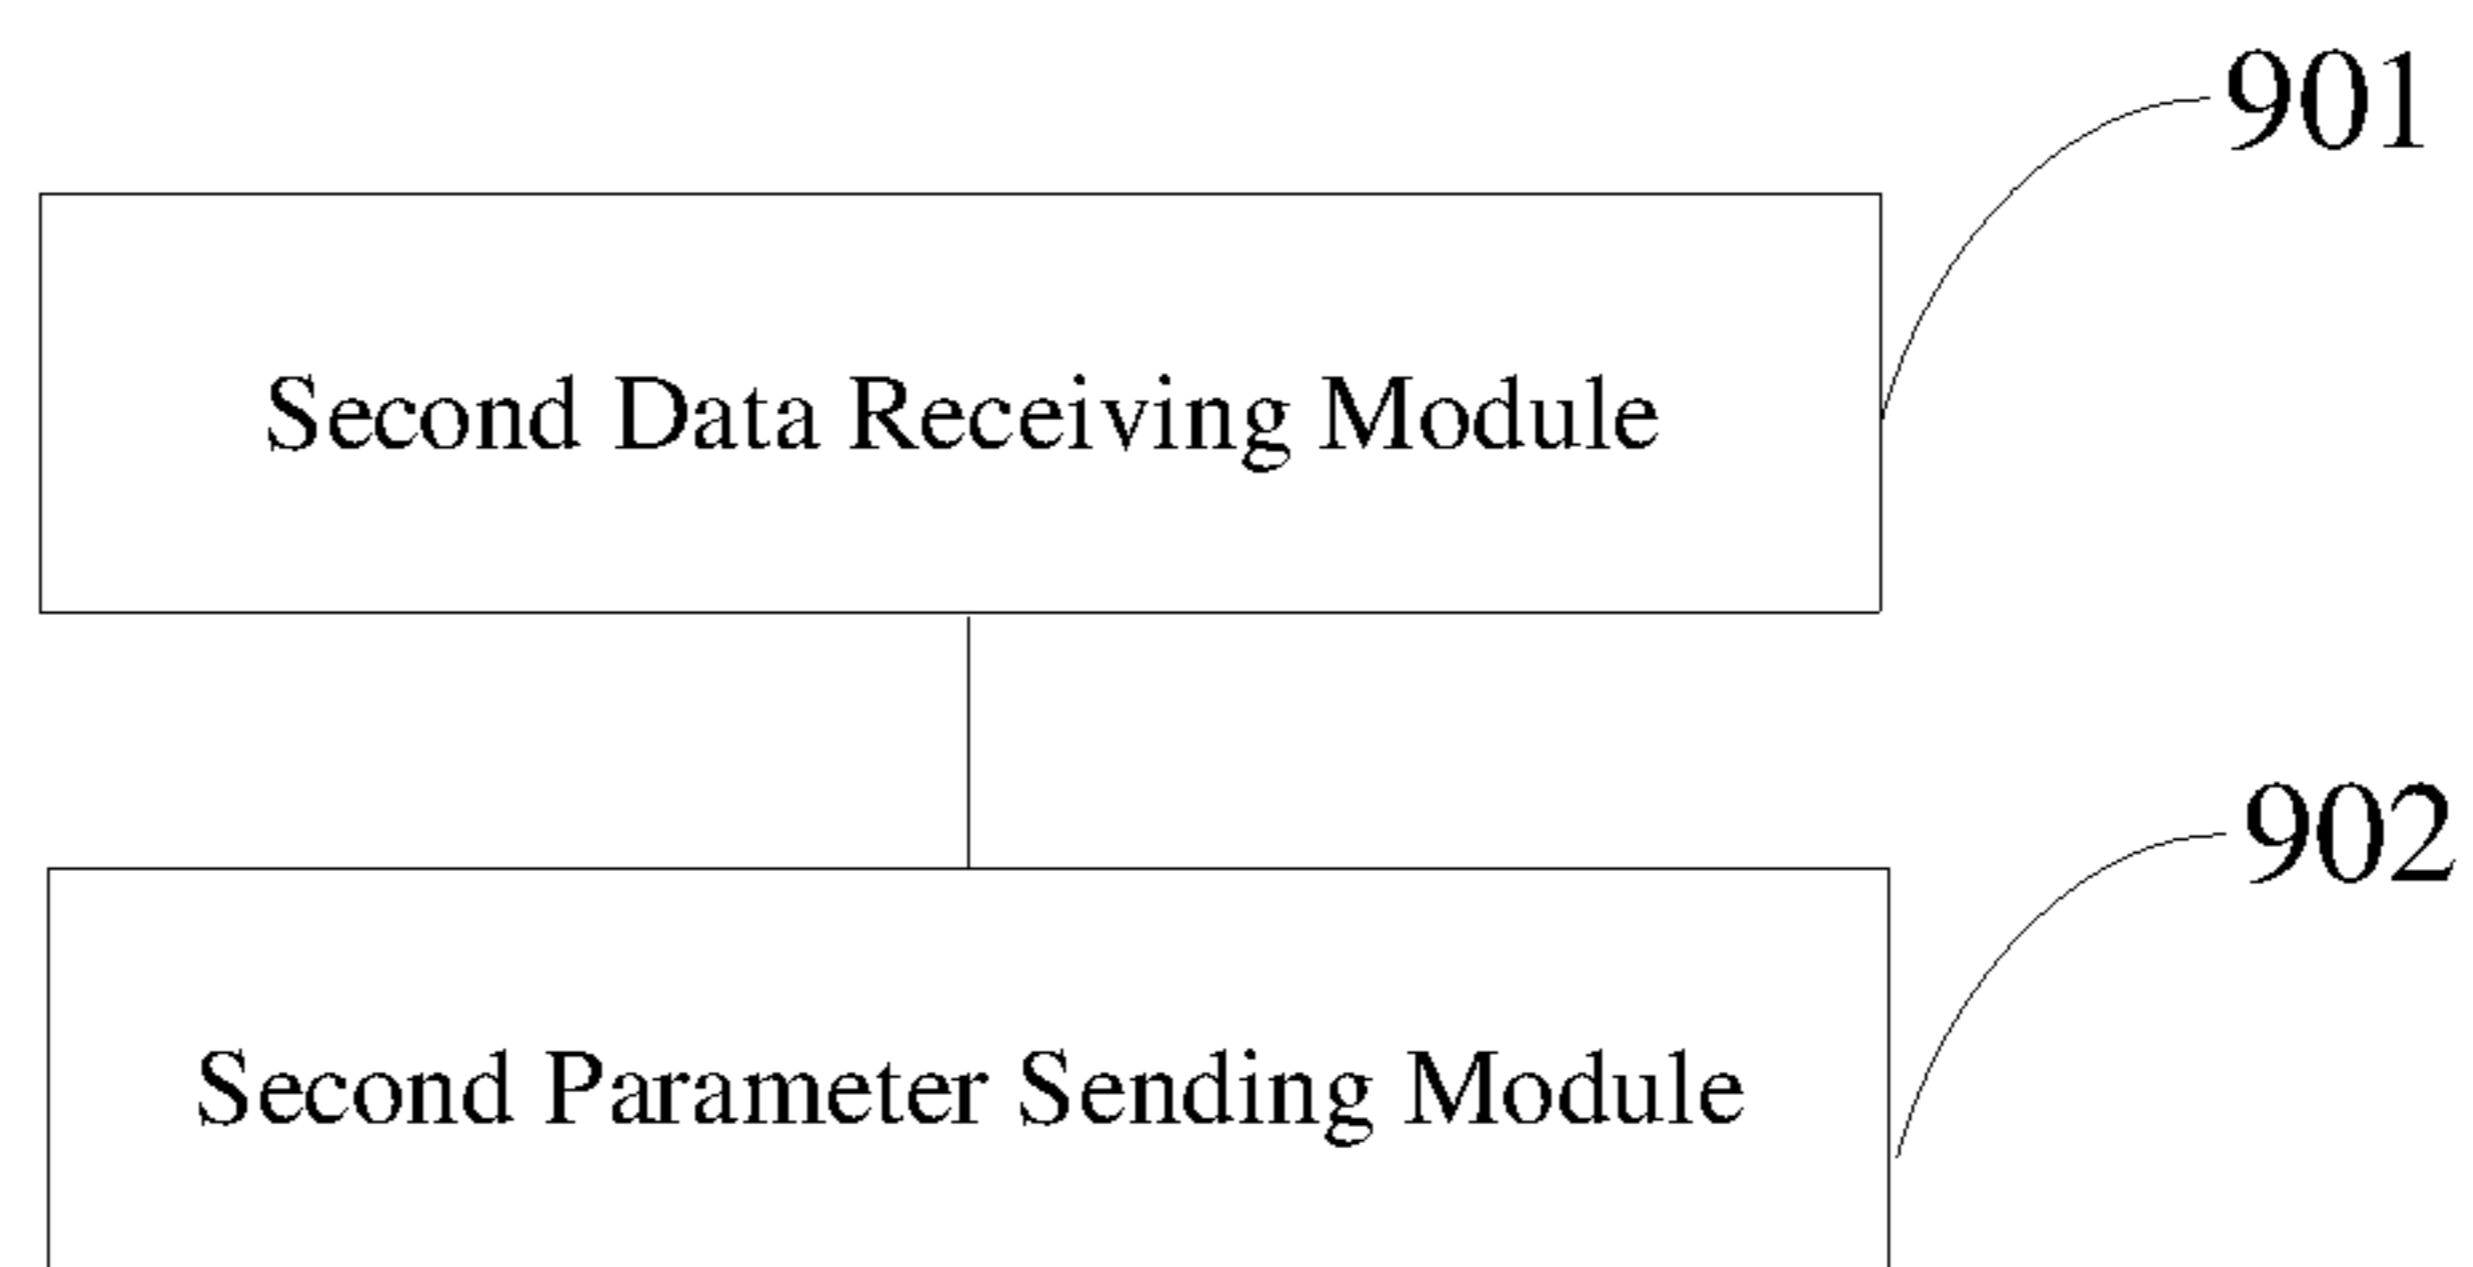 901
Second Data Receiving Module
902
Second Parameter Sending Module